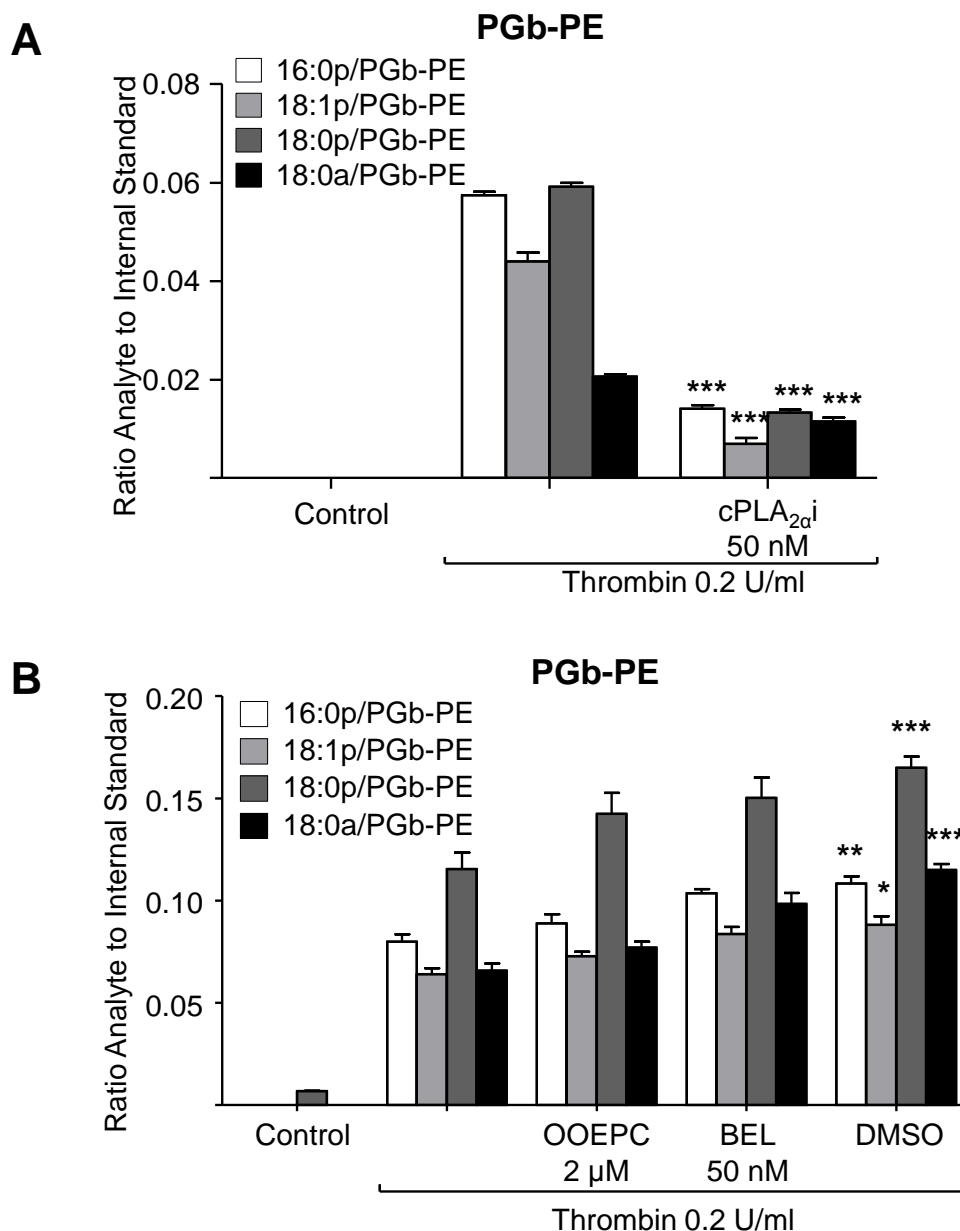 A
PGb-PE
Ratio Analyte to Internal Standard
0.08
0.06
0.04
0.02
16:0p/PGb-PE
18:1p/PGb-PE
18:0p/PGb-PE
18:0a/PGb-PE
***
***
***
***
Control
cPLA₂αi
50 nM
Thrombin 0.2 U/ml
B
PGb-PE
Ratio Analyte to Internal Standard
0.20
0.15
0.10
0.05
16:0p/PGb-PE
18:1p/PGb-PE
18:0p/PGb-PE
18:0a/PGb-PE
**
*
***
***
Control
OOEPC
2 µM
BEL
50 nM
DMSO
Thrombin 0.2 U/ml